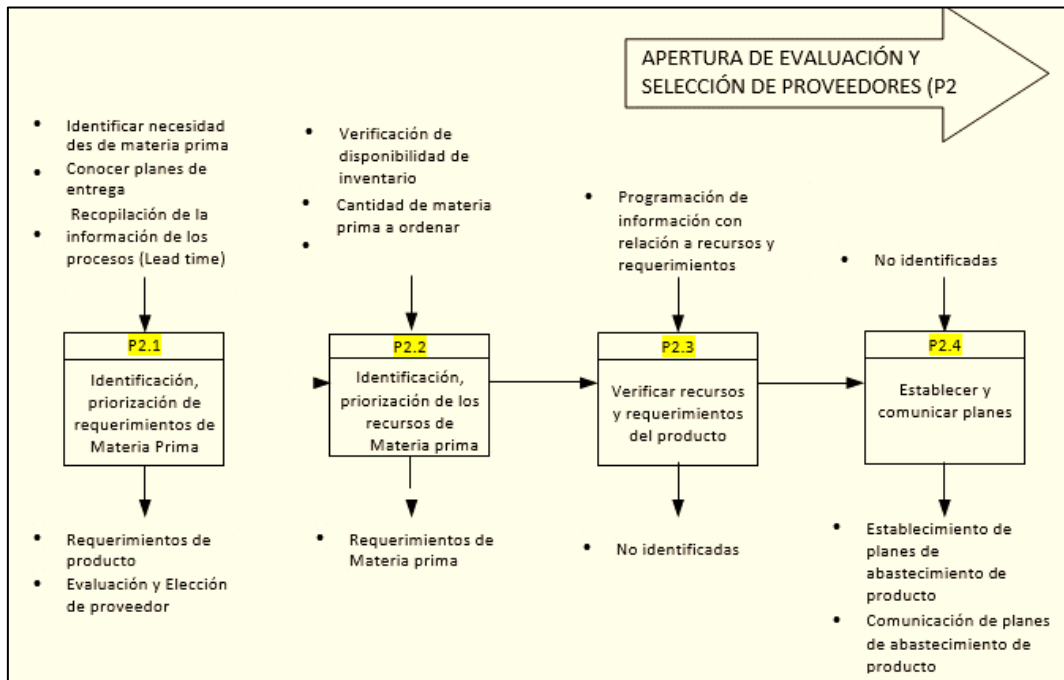 APERTURA DE EVALUACIÓN Y
SELECCIÓN DE PROVEEDORES (P2
• Identificar necesidad
des de materia prima
• Conocer planes de
entrega
Recopilación de la
• información de los
procesos (Lead time)
• Verificación de
disponibilidad de
inventario
• Cantidad de materia
prima a ordenar
•
• Programación de
información con
relación a recursos y
requerimientos
• No identificadas
P2.1
Identificación,
priorización de
requerimientos de
Materia Prima
P2.2
Identificación,
priorización de los
recursos de
Materia prima
P2.3
Verificar recursos
y requerimientos
del producto
P2.4
Establecer y
comunicar planes
• Requerimientos de
producto
• Evaluación y Elección
de proveedor
• Requerimientos de
Materia prima
• No identificadas
• Establecimiento de
planes de
abastecimiento de
producto
• Comunicación de planes
de abastecimiento de
producto